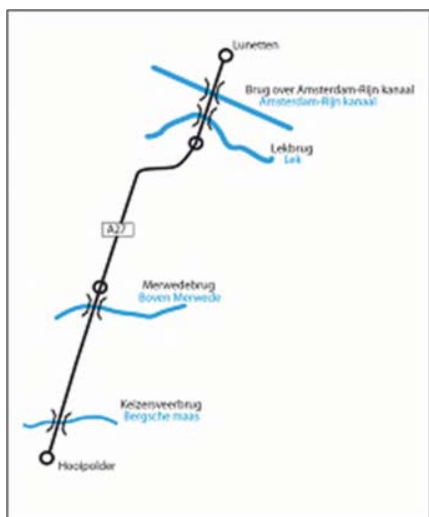 Lunetten
Brug over Amsterdam-Rijn kanaal
Amsterdam-Rijn kanaal
Lekbrug
Lek
A27
Merwedebrug
Boven Merwede
Keizersveerbrug
Bergsche maas
Hooipolder